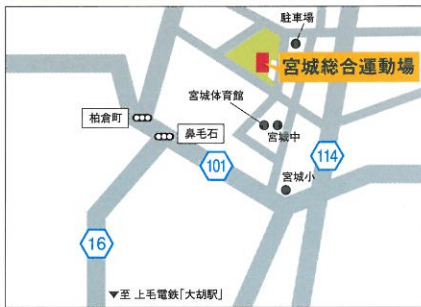 駐車場
宮城総合運動場
宮城体育館
柏倉町
宮城中
鼻毛石
114
101
宮城小
16
▼至 上毛電鉄「大胡駅」